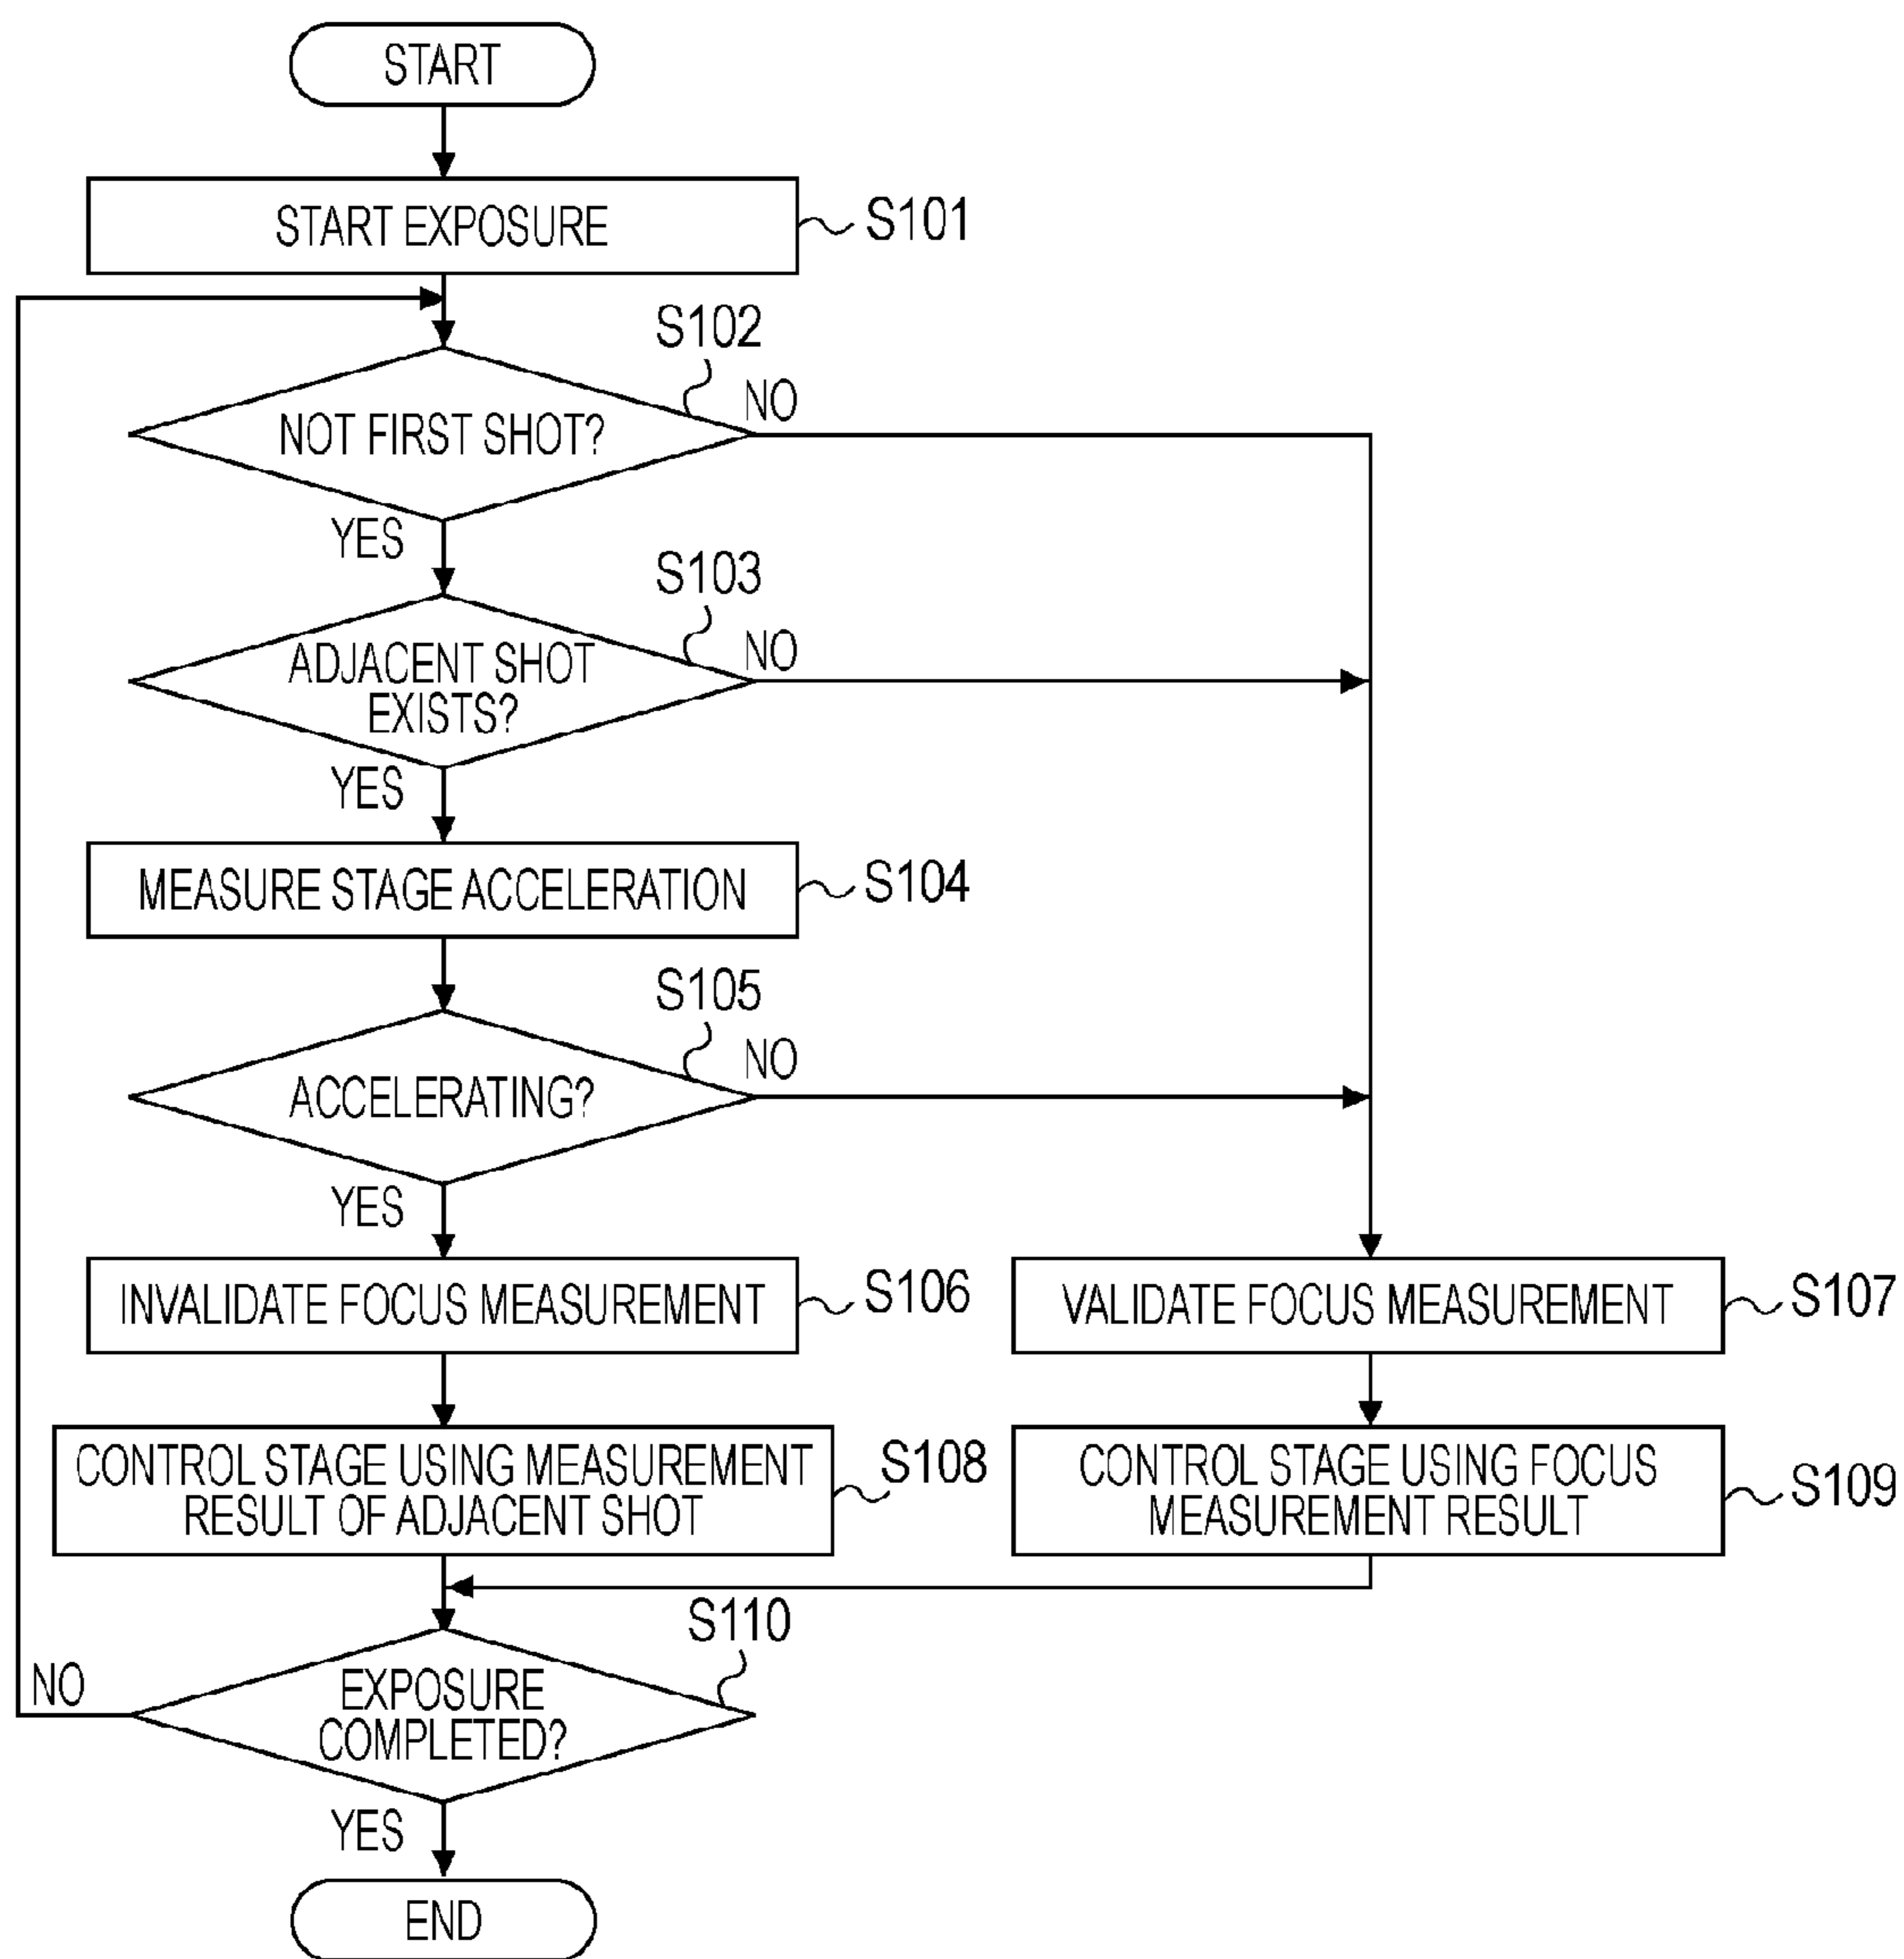 START
START EXPOSURE
S101
S102
NOT FIRST SHOT?
NO
YES
S103
ADJACENT SHOT
EXISTS?
NO
YES
MEASURE STAGE ACCELERATION
S104
S105
ACCELERATING?
NO
YES
INVALIDATE FOCUS MEASUREMENT
S106
VALIDATE FOCUS MEASUREMENT
S107
CONTROL STAGE USING MEASUREMENT
RESULT OF ADJACENT SHOT
S108
CONTROL STAGE USING FOCUS
MEASUREMENT RESULT
S109
S110
EXPOSURE
COMPLETED?
NO
YES
END